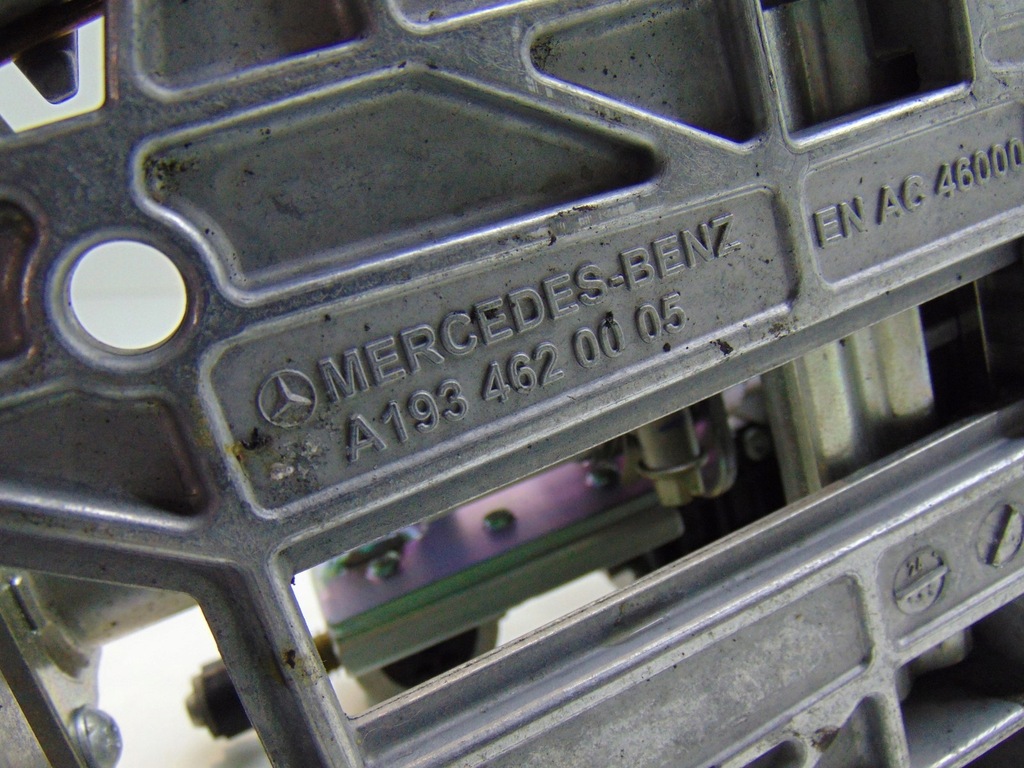 MERCEDES-BENZ
A193 462 00 05
EN AC 46000